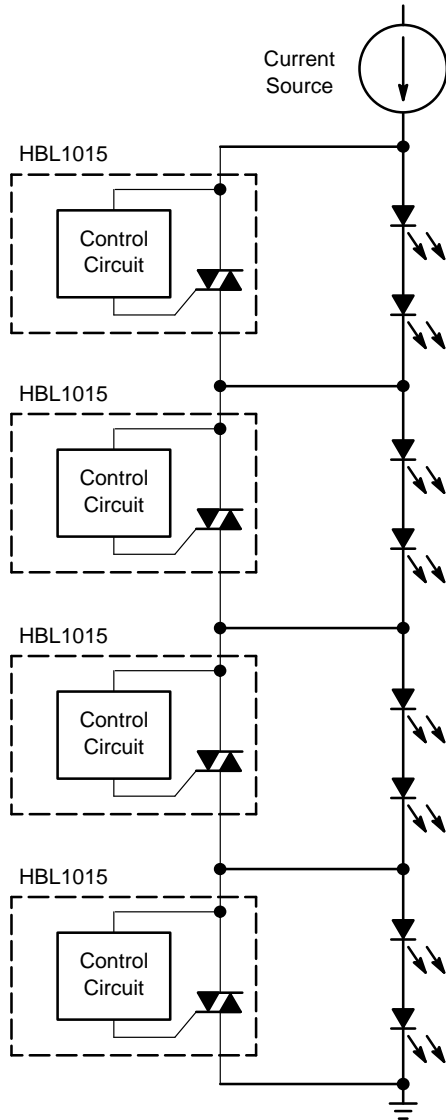 Current
Source
HBL1015
Control
Circuit
HBL1015
Control
Circuit
HBL1015
Control
Circuit
HBL1015
Control
Circuit